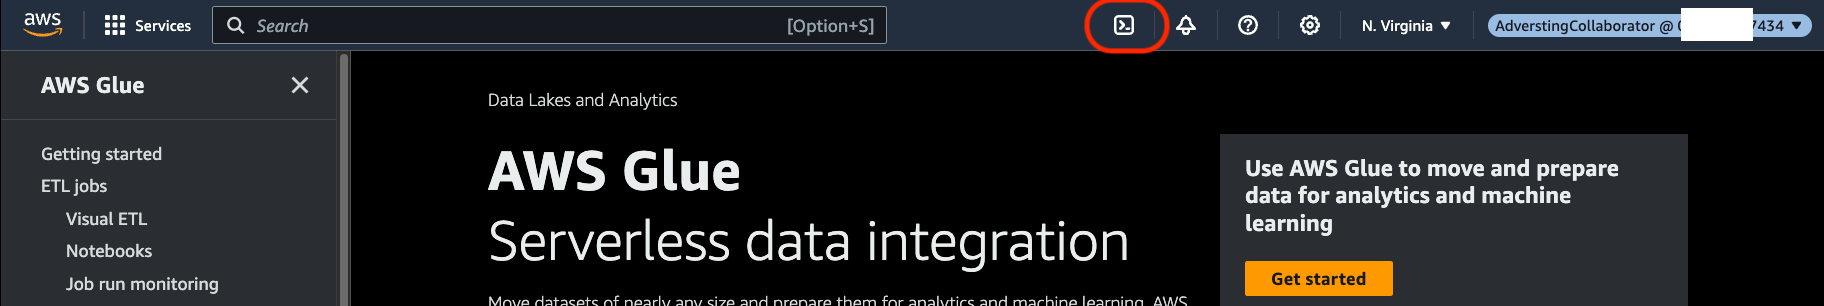 aws
Services
Search
[Option+S]
N. Virginia
AdverstingCollaborator @
7434
AWS Glue
Getting started
ETL jobs
Visual ETL
Notebooks
Job run monitoring
Data Lakes and Analytics
AWS Glue
Serverless data integration
Move datasets of nearly any size and prepare them for analytics and machine learning. AWS
Use AWS Glue to move and prepare
data for analytics and machine
learning
Get started